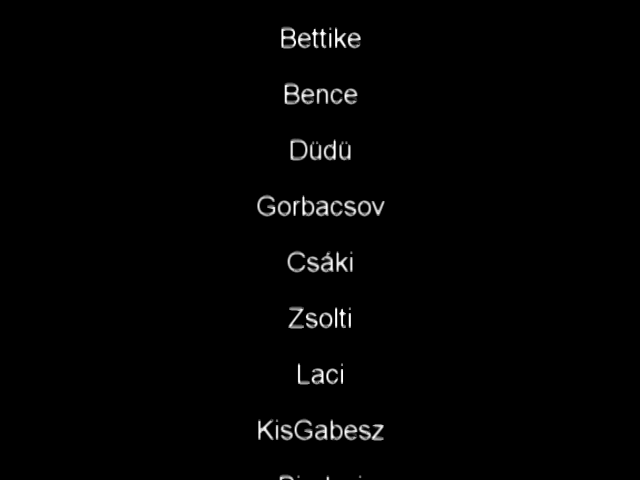 Bettike
Bence
Düdü
Gorbacsov
Csáki
Zsolti
Laci
KisGabesz